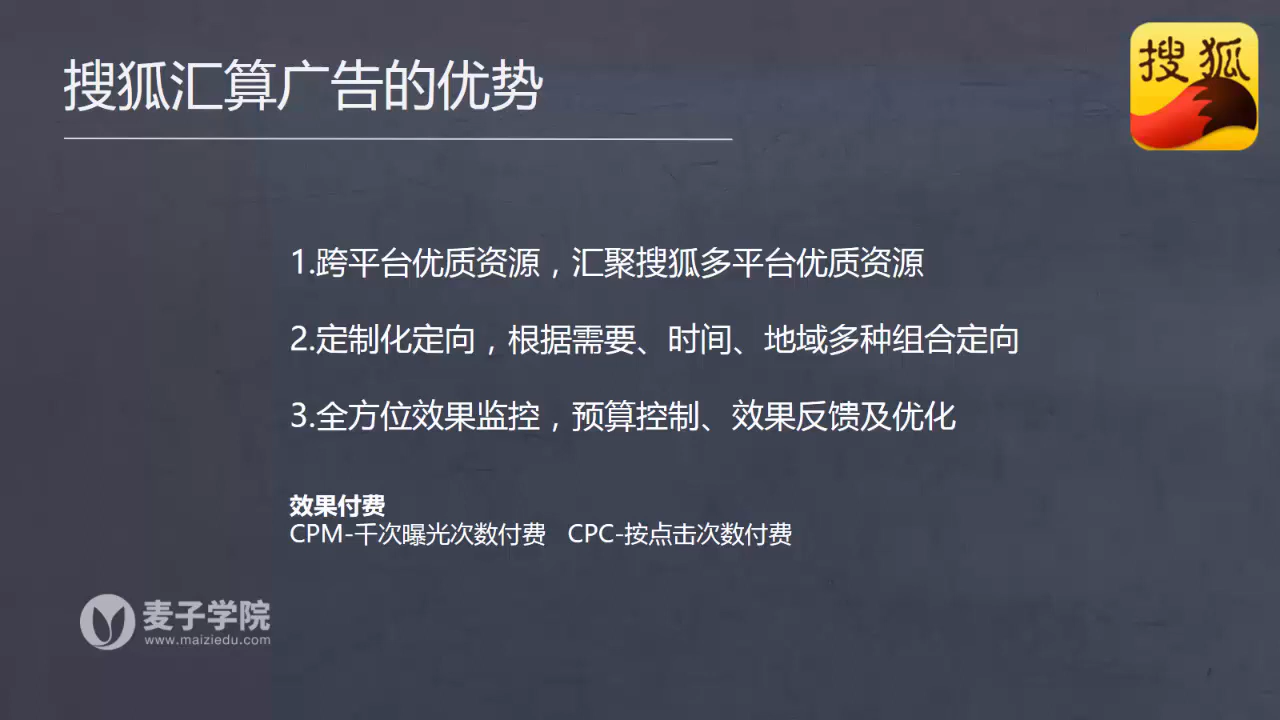 搜狐汇算广告的优势
搜狐
1.跨平台优质资源，汇聚搜狐多平台优质资源
2.定制化定向，根据需要、时间、地域多种组合定向
3.全方位效果监控，预算控制、效果反馈及优化
效果付费
CPM-千次曝光次数付费 CPC-按点击次数付费
麦子学院
www.maiziedu.com